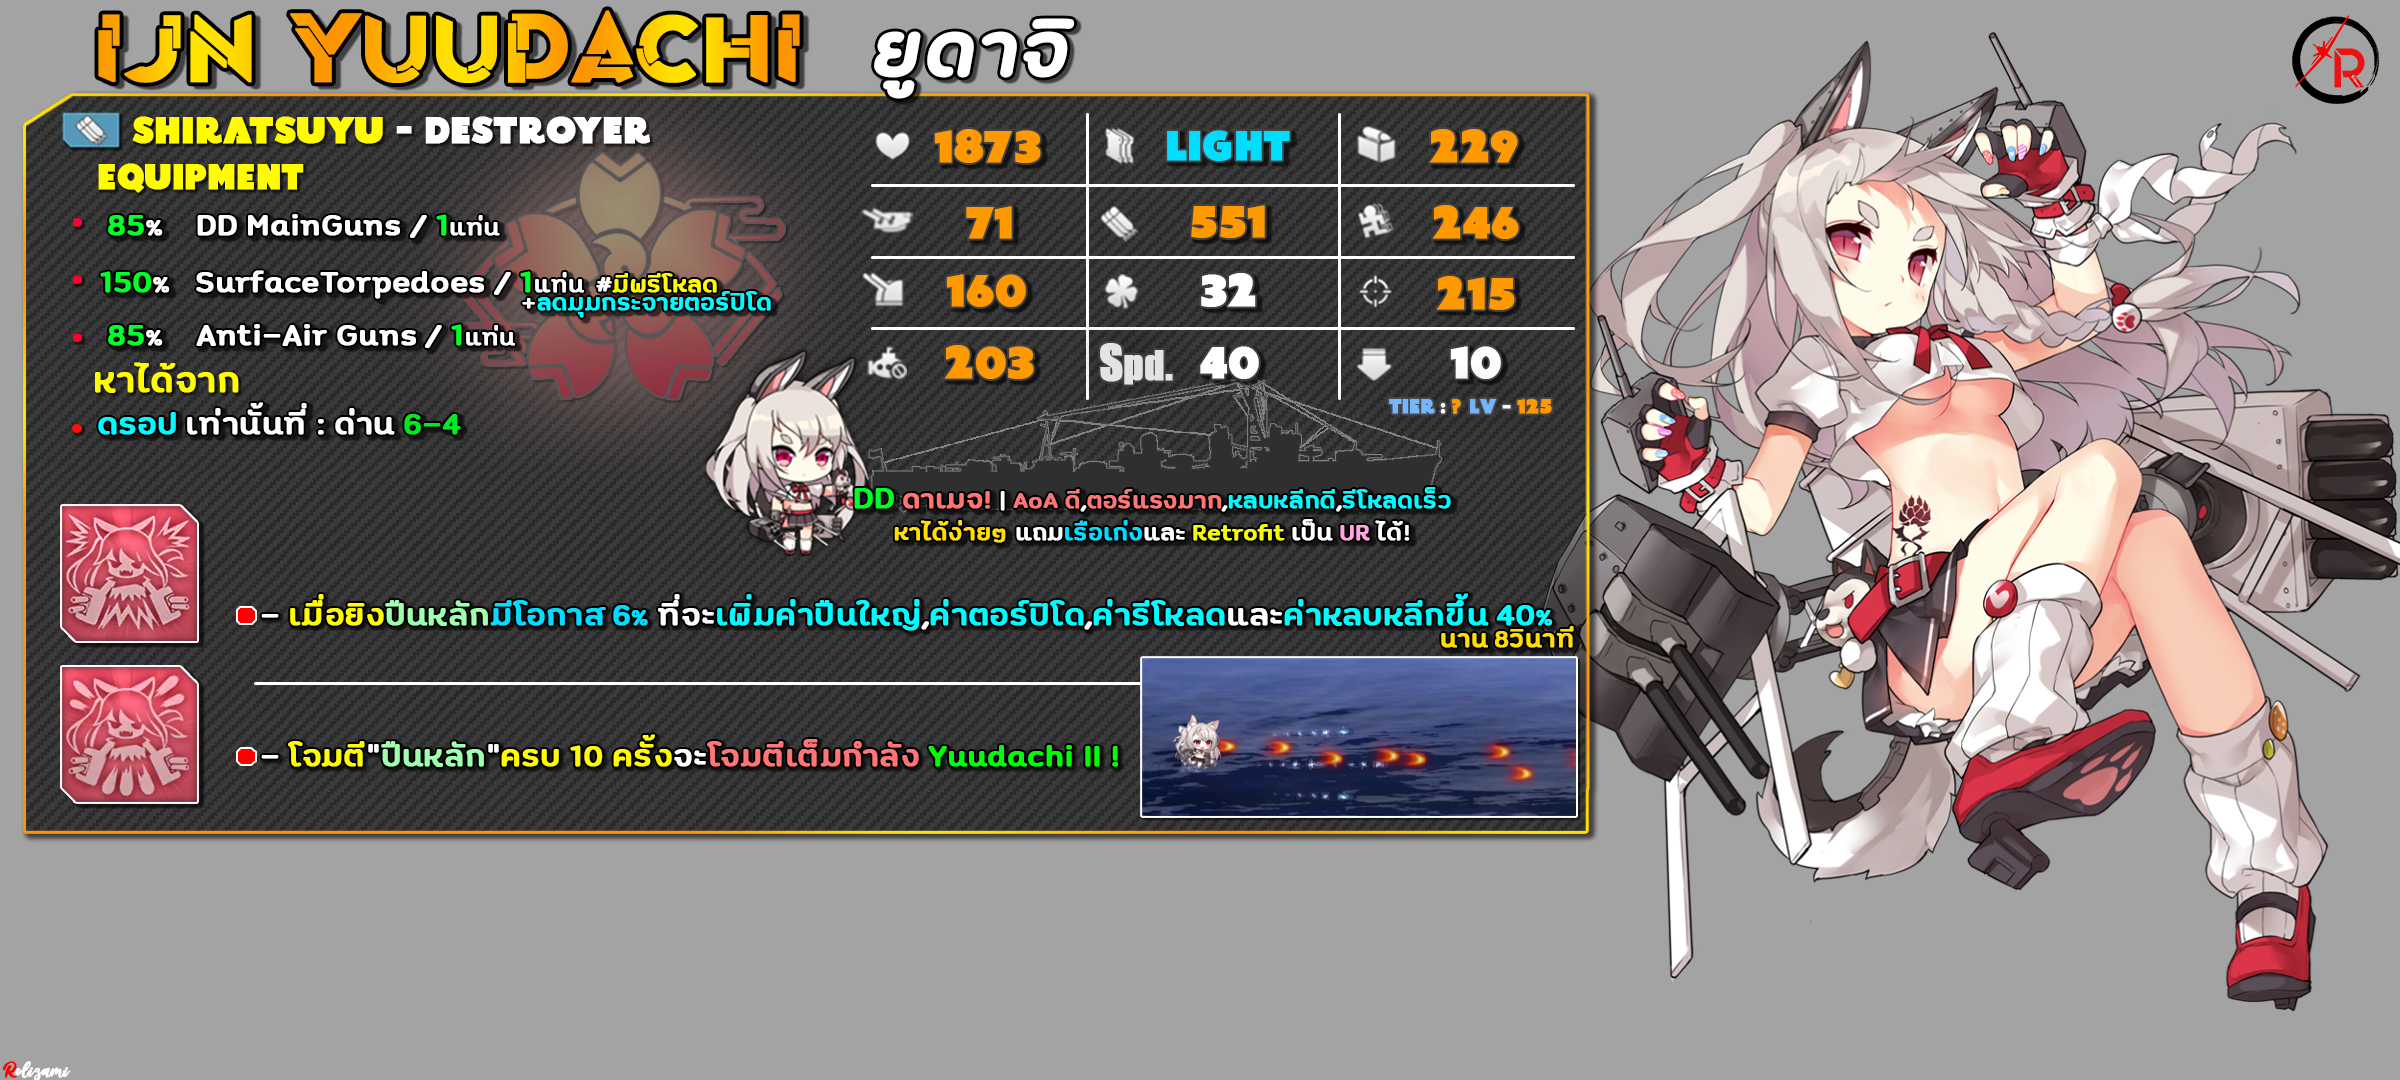 IJN YUUDACHI ยูดาจิ
R
SHIRATSUYU - DESTROYER
EQUIPMENT
85% DD MainGuns / 1แท่น
150% SurfaceTorpedoes / 1แท่น #มีพรีโหลด
+ลดมุมกระจายตอร์ปิโด
85% Anti-Air Guns / 1แท่น
หาได้จาก
ดรอป เท่านั้นที่ : ด่าน 6-4
1873 LIGHT 229
71 551 246
160 32 215
203 Spd. 40 10
TIER : ? LV - 125
DD ดาเมจ! | AoA ดี,ตอร์แรงมาก,หลบหลีกดี,รีโหลดเร็ว
หาได้ง่ายๆ แถมเรือเก่งและ Retrofit เป็น UR ได้!
- เมื่อยิงปืนหลักมีโอกาส 6% ที่จะเพิ่มค่าปืนใหญ่,ค่าตอร์ปิโด,ค่ารีโหลดและค่าหลบหลีกขึ้น 40%
นาน 8วินาที
- โจมตี"ปืนหลัก"ครบ 10 ครั้งจะโจมตีเต็มกำลัง Yuudachi II !
Relizami